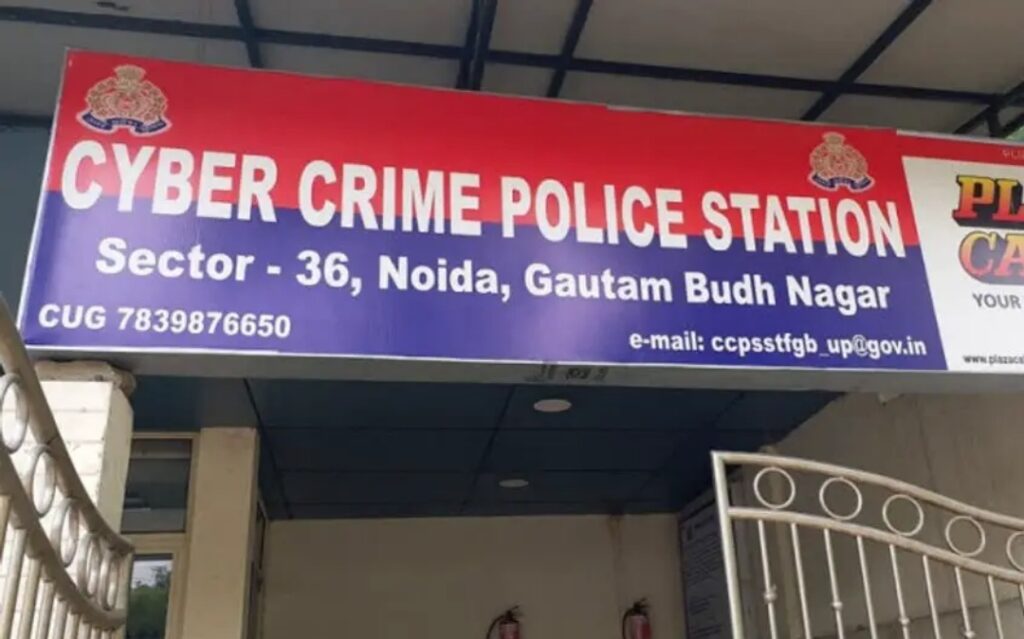 CYBER CRIME POLICE STATION
Sector - 36, Noida, Gautam Budh Nagar
CUG 7839876650
e-mail: ccpsstfgb_up@gov.in
YOUR